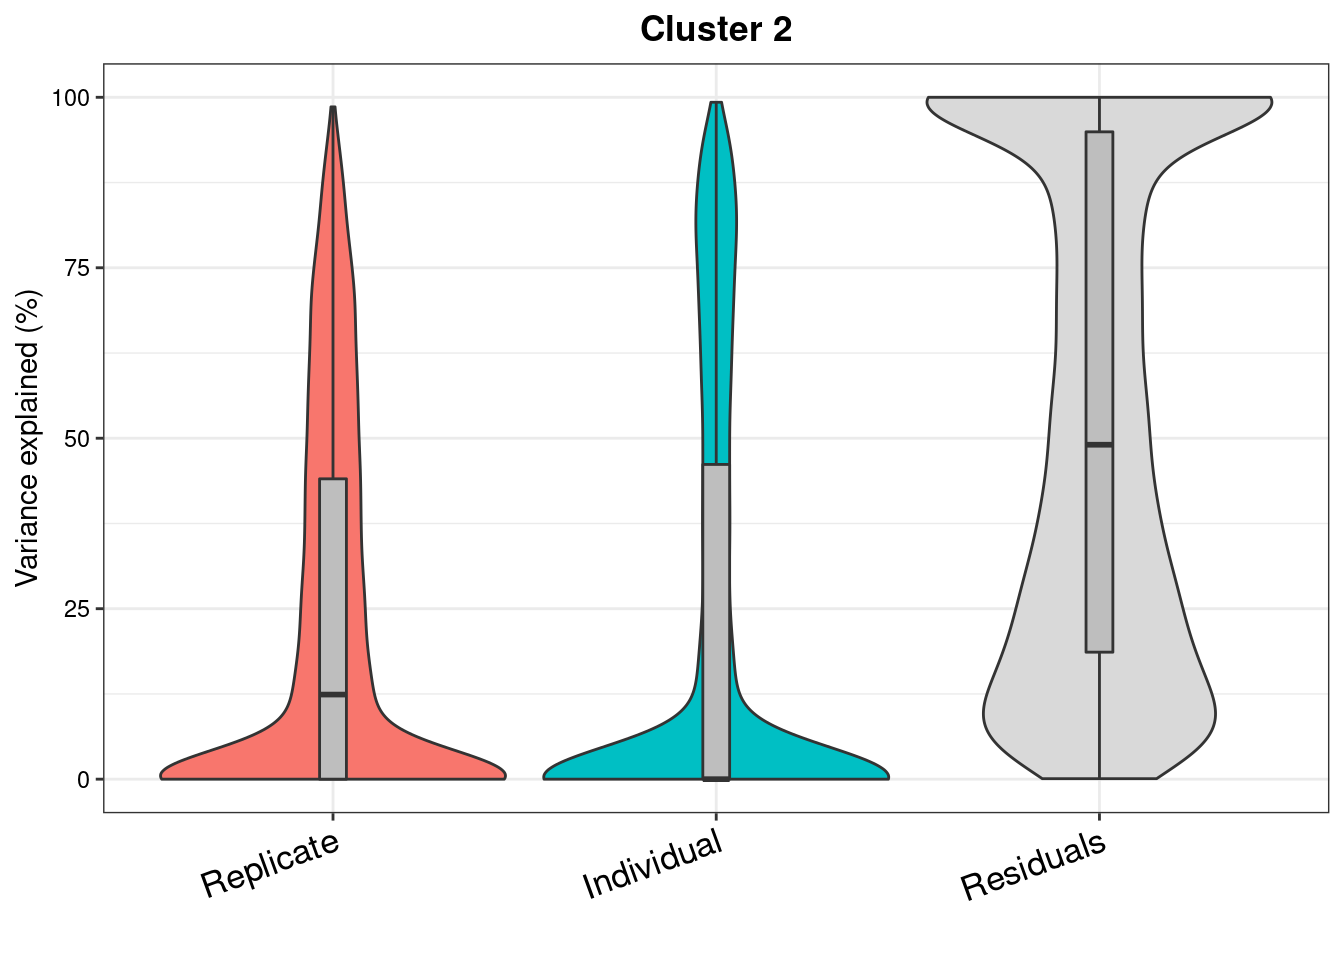 Cluster 2
Variance explained (%)
100
75
50
25
0
Replicate
Individual
Residuals